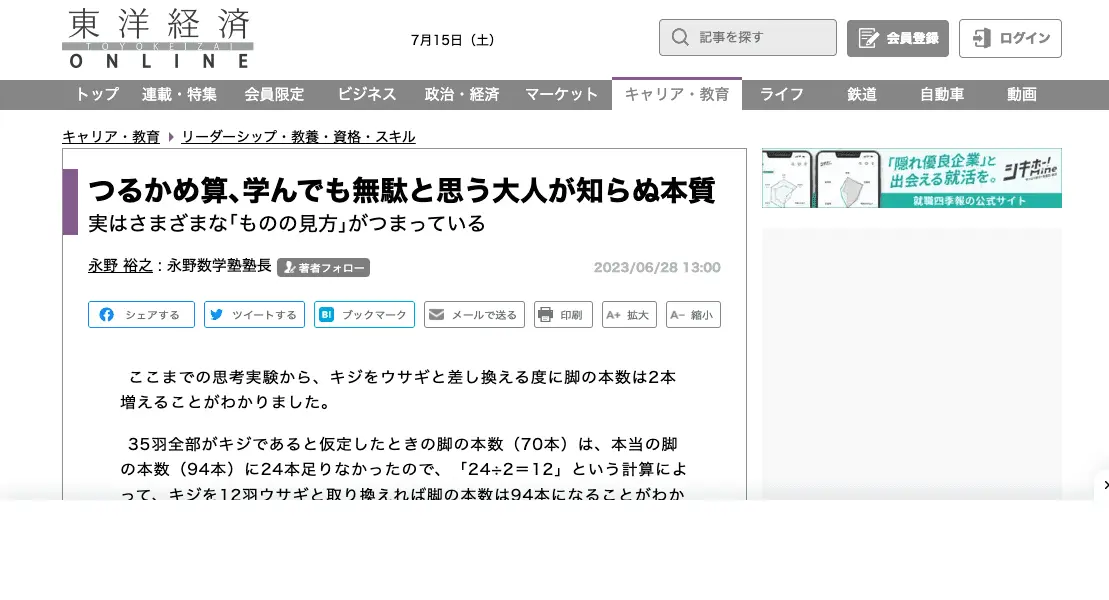 東洋経済
TOYOKEIZAI
ONLINE
7月15日（土）
記事を探す
会員登録
ログイン
トップ 連載・特集 会員限定 ビジネス 政治・経済 マーケット キャリア・教育 ライフ 鉄道 自動車 動画
キャリア・教育 リーダーシップ・教養・資格・スキル
つるかめ算､学んでも無駄と思う大人が知らぬ本質
実はさまざまな｢ものの見方｣がつまっている
永野 裕之 : 永野数学塾塾長 著者フォロー
2023/06/28 13:00
シェアする ツイートする B! ブックマーク メールで送る 印刷 A+ 拡大 A− 縮小
ここまでの思考実験から、キジをウサギと差し換える度に脚の本数は2本
増えることがわかりました。
35羽全部がキジであると仮定したときの脚の本数（70本）は、本当の脚
の本数（94本）に24本足りなかったので、「24÷2＝12」という計算によ
って、キジを12羽ウサギと取り換えれば脚の本数は94本になることがわか
「隠れ優良企業」と
出会える就活を。
シキホー!
Mine
就職四季報の公式サイト
×